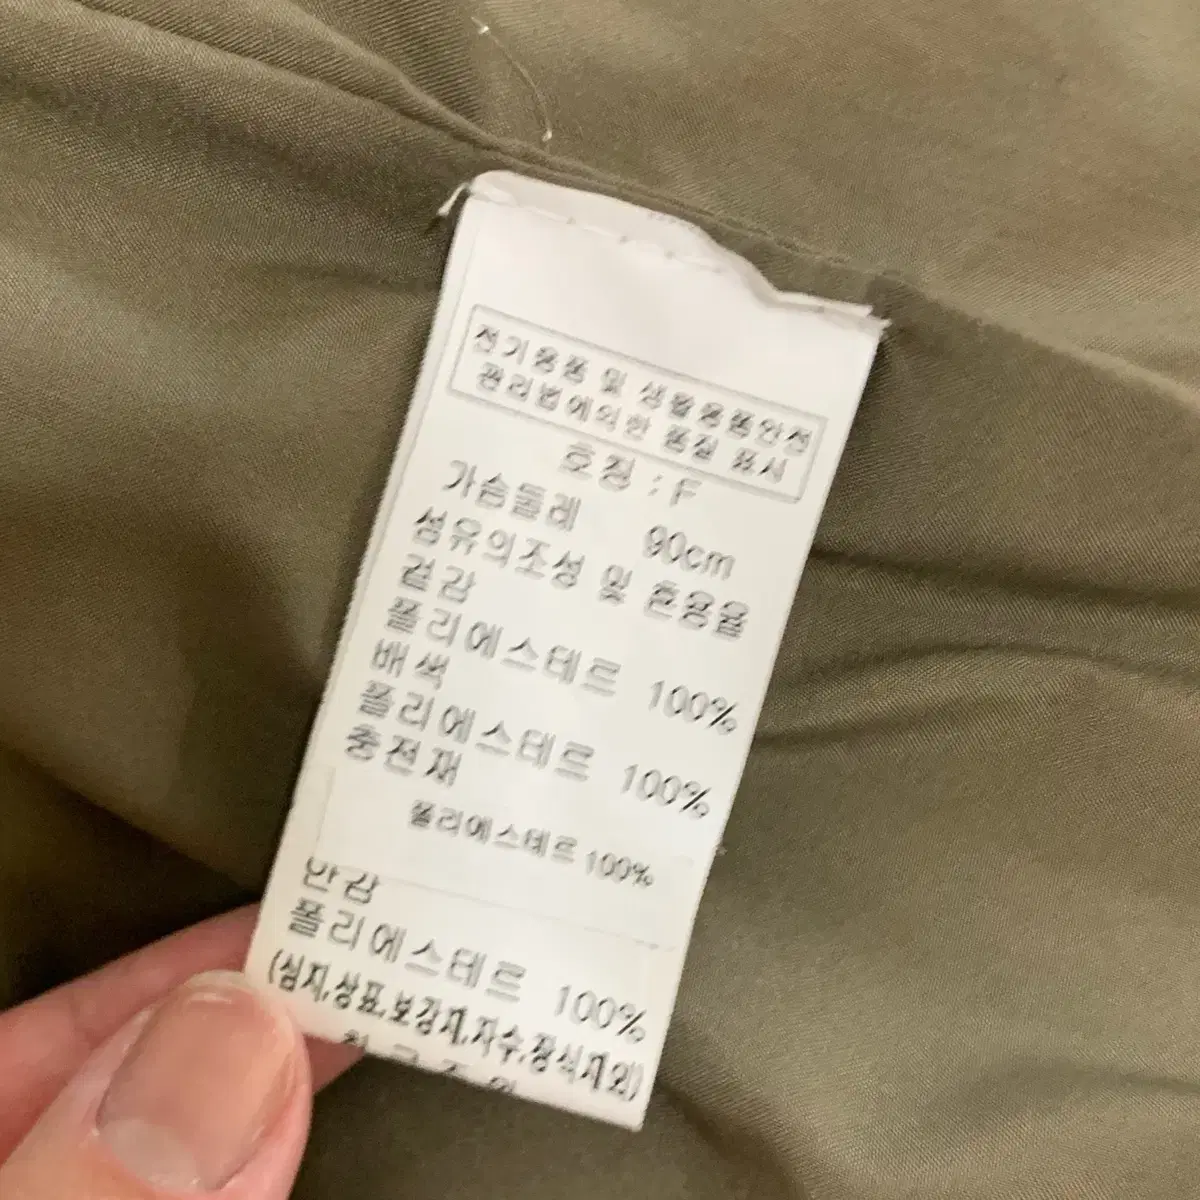 전기용품 및 생활용품안전
관리법에의한 품질 표시
호칭 : F
가슴둘레 90cm
섬유의조성 및 혼용율
겉감
폴리에스테르 100%
배색
폴리에스테르 100%
충전재
폴리에스테르 100%
안감
폴리에스테르 100%
(심지,상표,보강재,자수,장식재외)